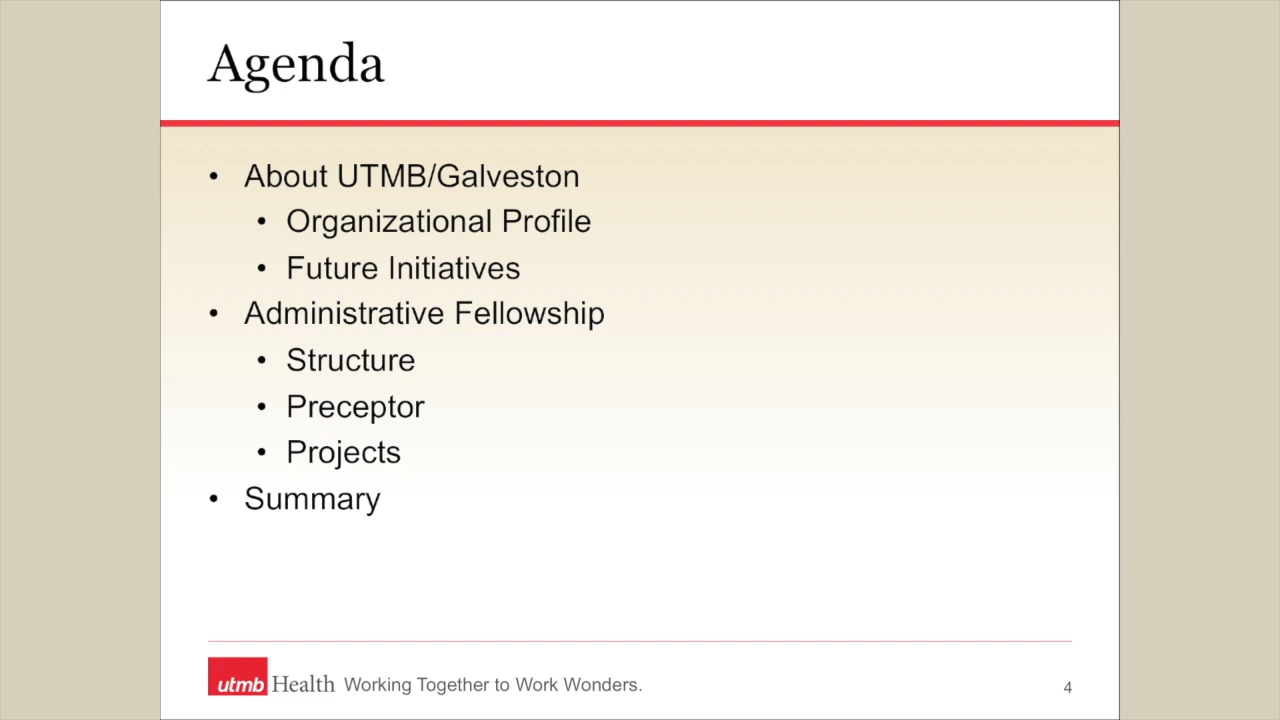 Agenda
• About UTMB/Galveston
• Organizational Profile
• Future Initiatives
• Administrative Fellowship
• Structure
• Preceptor
• Projects
• Summary
utmb Health Working Together to Work Wonders.
4